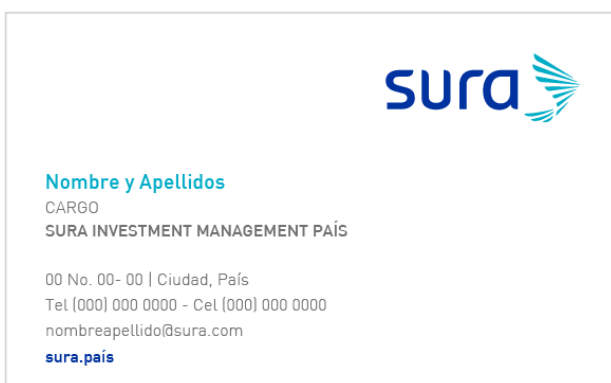 sura
Nombre y Apellidos
CARGO
SURA INVESTMENT MANAGEMENT PAÍS
00 No. 00- 00 | Ciudad, País
Tel (000) 000 0000 - Cel (000) 000 0000
nombreapellido@sura.com
sura.país